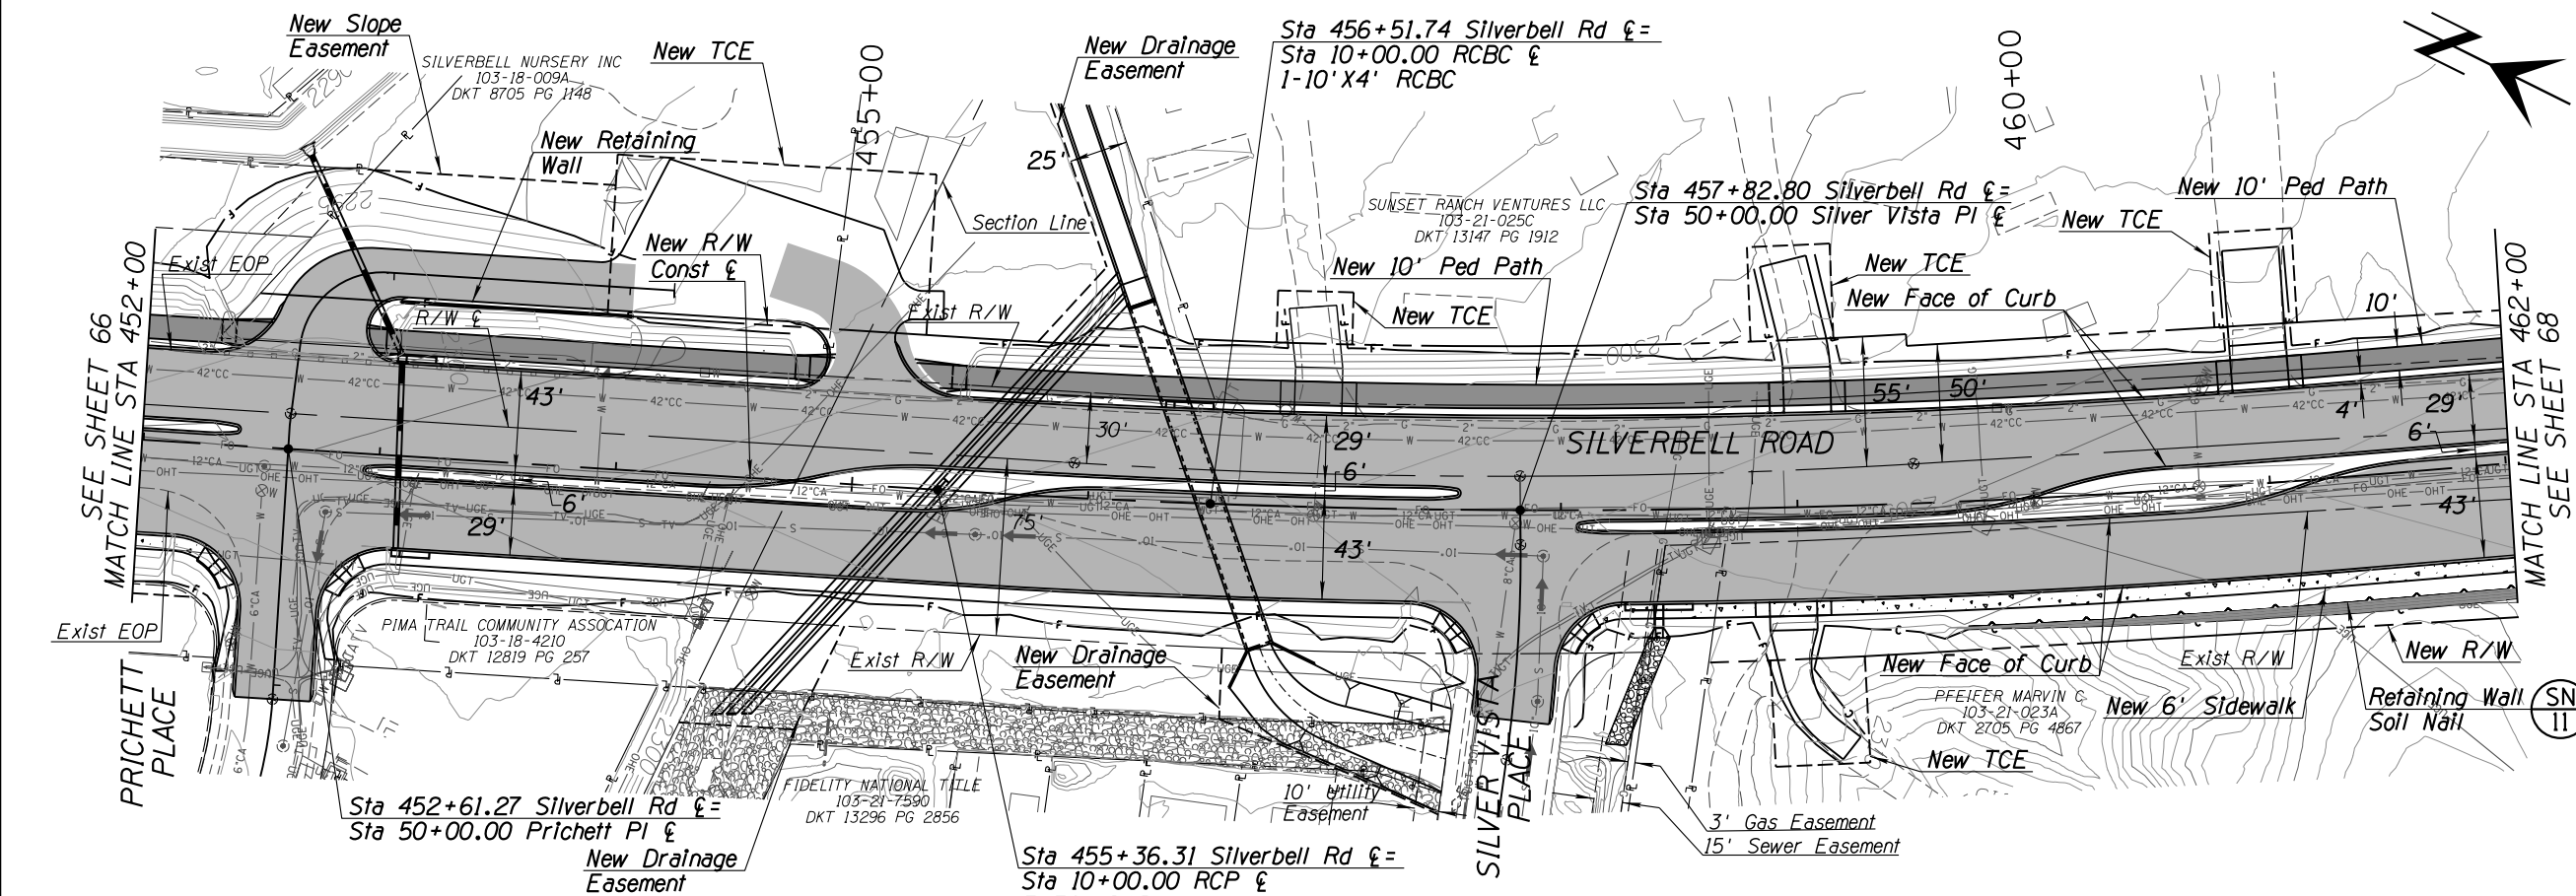 New Slope
Easement
SILVERBELL NURSERY INC
103-18-009A
DKT 8705 PG 1148
New TCE
455+00
New Drainage
Easement
Sta 456+51.74 Silverbell Rd ℄=
Sta 10+00.00 RCBC ℄
1-10'X4' RCBC
460+00
New Retaining
Wall
25'
Section Line
SUNSET RANCH VENTURES LLC
103-21-025C
DKT 13147 PG 1912
Sta 457+82.80 Silverbell Rd ℄=
Sta 50+00.00 Silver Vista Pl ℄
New 10' Ped Path
New TCE
New R/W
Const ℄
Exist EOP
New 10' Ped Path
New TCE
New TCE
New Face of Curb
10'
SEE SHEET 66
MATCH LINE STA 452+00
R/W ℄
Exist R/W
2300
43'
30'
29'
6'
55'
50'
4'
29'
6'
SILVERBELL ROAD
MATCH LINE STA 462+00
SEE SHEET 68
6'
29'
75'
43'
43'
Exist EOP
PIMA TRAIL COMMUNITY ASSOCATION
103-18-4210
DKT 12819 PG 257
Exist R/W
New Drainage
Easement
New Face of Curb
Exist R/W
New R/W
PFEIFER MARVIN C
103-21-023A
DKT 2705 PG 4867
New 6' Sidewalk
Retaining Wall
Soil Nail
SN
11
New TCE
PRICHETT
PLACE
SILVER VISTA
PLACE
FIDELITY NATIONAL TITLE
103-21-7590
DKT 13296 PG 2856
10' Utility
Easement
Sta 452+61.27 Silverbell Rd ℄=
Sta 50+00.00 Prichett Pl ℄
New Drainage
Easement
Sta 455+36.31 Silverbell Rd ℄=
Sta 10+00.00 RCP ℄
3' Gas Easement
15' Sewer Easement